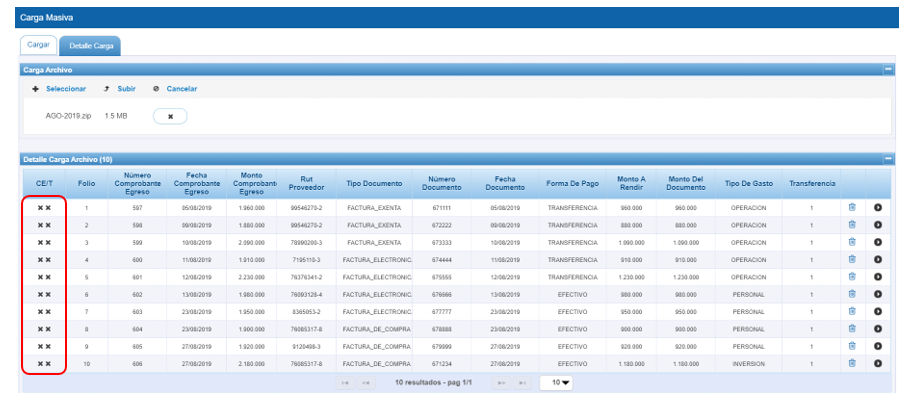 Carga Masiva
Cargar Detalle Carga
Carga Archivo
Seleccionar Subir Cancelar
AGO-2019.zip 1.5 MB
Detalle Carga Archivo (10)
CE/T Folio Número Comprobante Egreso Fecha Comprobante Egreso Monto Comprobant Egreso Rut Proveedor Tipo Documento Número Documento Fecha Documento Forma De Pago Monto A Rendir Monto Del Documento Tipo De Gasto Transferencia
1 597 05/08/2019 1.960.000 99546270-2 FACTURA_EXENTA 671111 05/08/2019 TRANSFERENCIA 960.000 960.000 OPERACION 1
2 598 09/08/2019 1.880.000 99546270-2 FACTURA_EXENTA 672222 09/08/2019 TRANSFERENCIA 880.000 880.000 OPERACION 1
3 599 10/08/2019 2.090.000 78990280-3 FACTURA_EXENTA 673333 10/08/2019 TRANSFERENCIA 1.090.000 1.090.000 OPERACION 1
4 600 11/08/2019 1.910.000 7195110-3 FACTURA_ELECTRONIC. 674444 11/08/2019 TRANSFERENCIA 910.000 910.000 OPERACION 1
5 601 12/08/2019 2.230.000 76376341-2 FACTURA_ELECTRONIC. 675555 12/08/2019 TRANSFERENCIA 1.230.000 1.230.000 OPERACION 1
6 602 13/08/2019 1.980.000 76093128-4 FACTURA_ELECTRONIC. 676666 13/08/2019 EFECTIVO 980.000 980.000 PERSONAL 1
7 603 23/08/2019 1.950.000 8365053-2 FACTURA_ELECTRONIC. 677777 23/08/2019 EFECTIVO 950.000 950.000 PERSONAL 1
8 604 23/08/2019 1.900.000 76085317-8 FACTURA_DE_COMPRA 678888 23/08/2019 EFECTIVO 900.000 900.000 PERSONAL 1
9 605 27/08/2019 1.920.000 9120498-3 FACTURA_DE_COMPRA 679999 27/08/2019 EFECTIVO 920.000 920.000 PERSONAL 1
10 606 27/08/2019 2.180.000 76085317-8 FACTURA_DE_COMPRA 671234 27/08/2019 EFECTIVO 1.180.000 1.180.000 INVERSION 1
10 resultados - pag 1/1 10